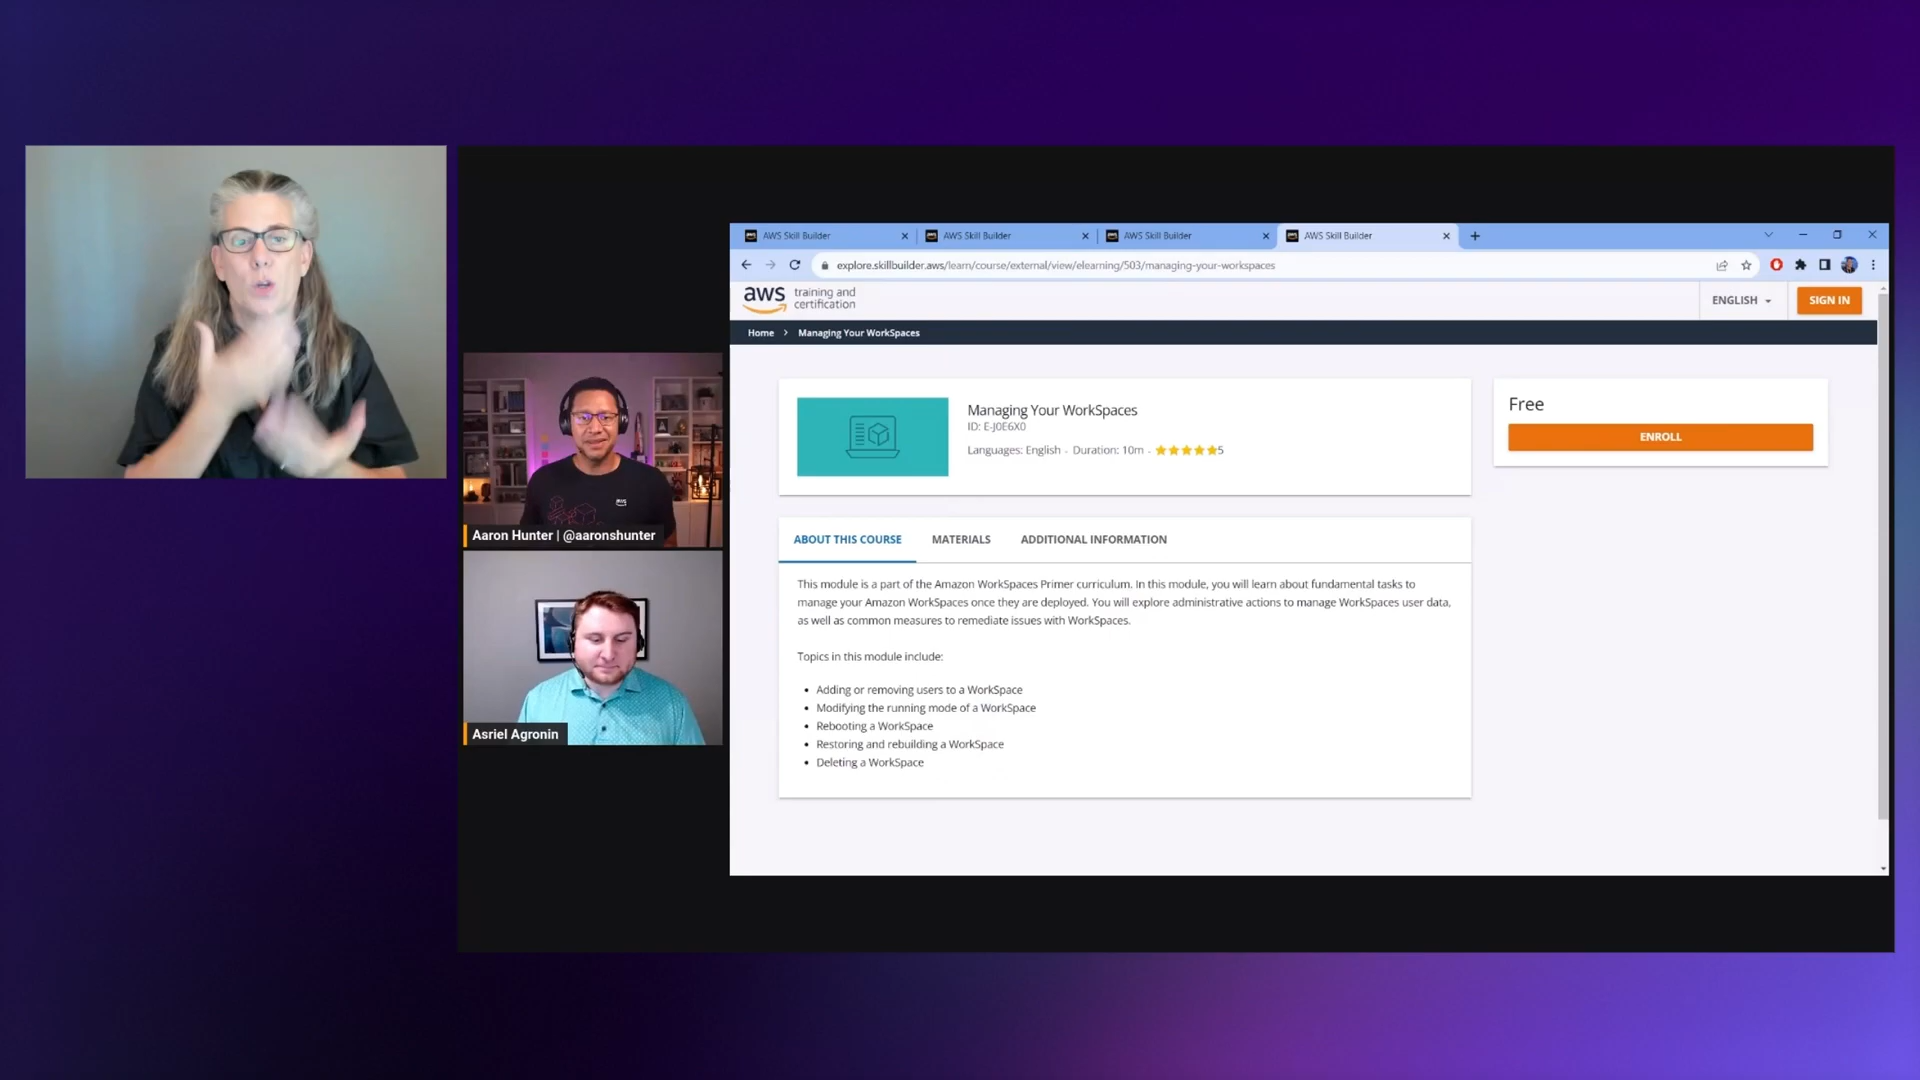 AWS Skill Builder
AWS Skill Builder
AWS Skill Builder
AWS Skill Builder
explore.skillbuilder.aws/learn/course/external/view/elearning/503/managing-your-workspaces
aws training and certification
ENGLISH
SIGN IN
Home > Managing Your WorkSpaces
Managing Your WorkSpaces
ID: E-J0E6X0
Languages: English - Duration: 10m - 5
Free
ENROLL
ABOUT THIS COURSE
MATERIALS
ADDITIONAL INFORMATION
This module is a part of the Amazon WorkSpaces Primer curriculum. In this module, you will learn about fundamental tasks to
manage your Amazon WorkSpaces once they are deployed. You will explore administrative actions to manage WorkSpaces user data,
as well as common measures to remediate issues with WorkSpaces.
Topics in this module include:
Adding or removing users to a WorkSpace
Modifying the running mode of a WorkSpace
Rebooting a WorkSpace
Restoring and rebuilding a WorkSpace
Deleting a WorkSpace
aws
Aaron Hunter | @aaronshunter
Asriel Agronin